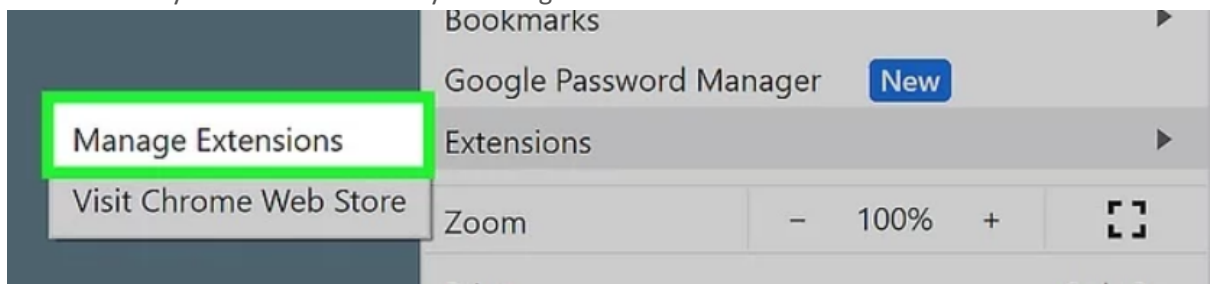 Bookmarks
Google Password Manager New
Manage Extensions
Extensions
Visit Chrome Web Store
Zoom - 100% +